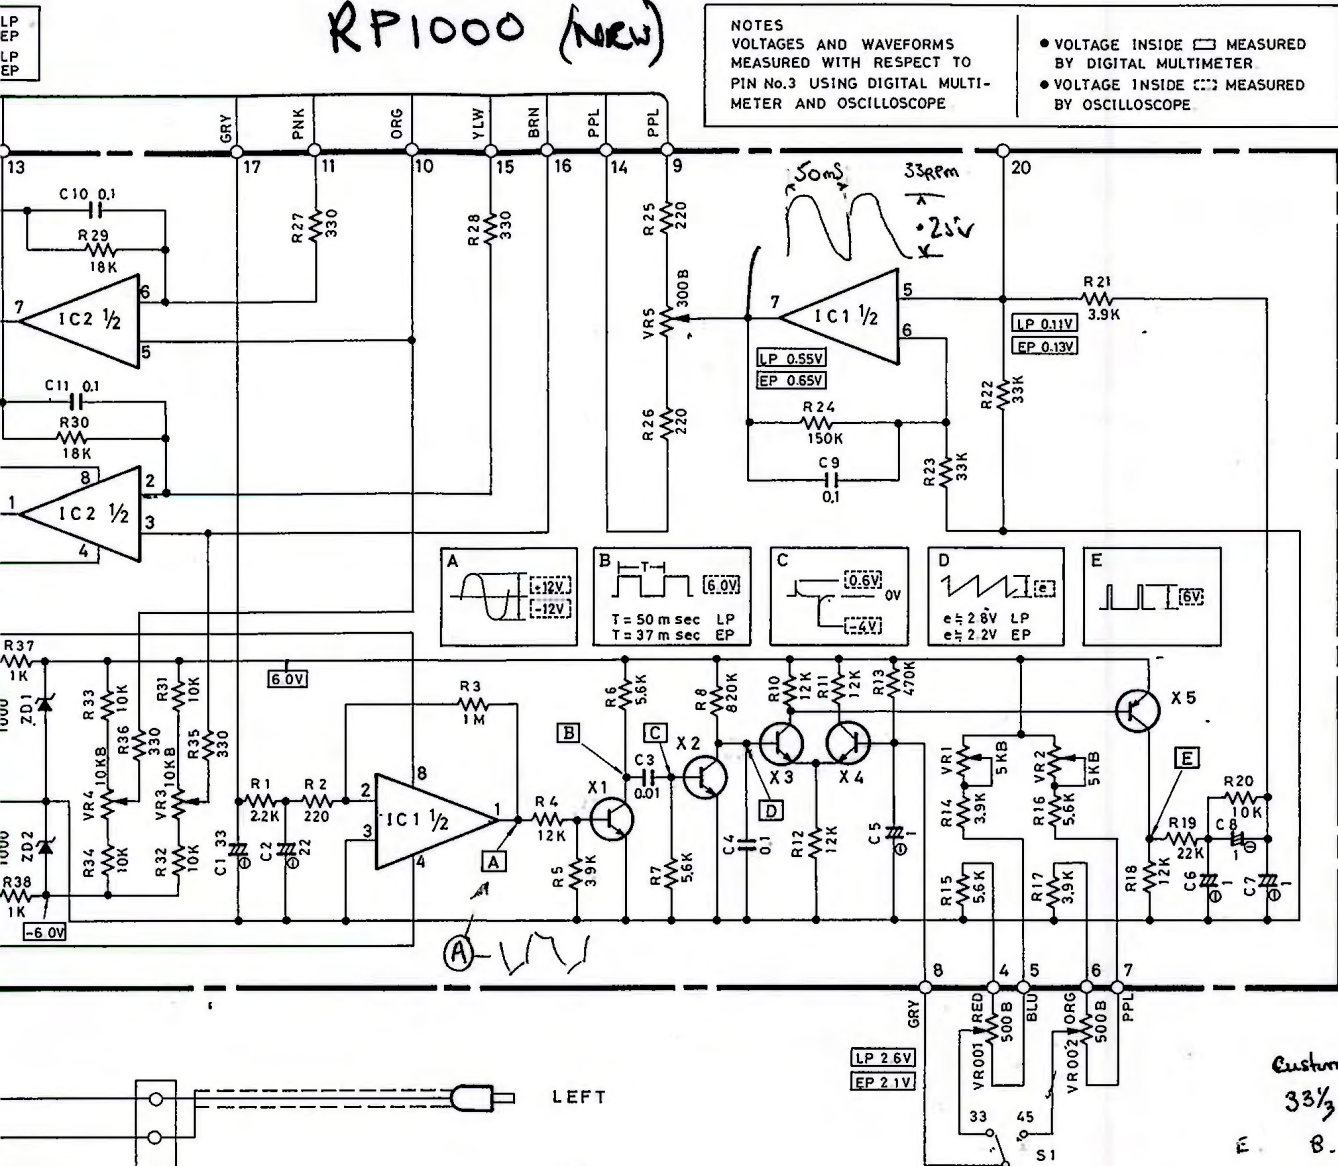 LP
EP
LP
EP
RP1000 (NEW)
NOTES
VOLTAGES AND WAVEFORMS
MEASURED WITH RESPECT TO
PIN No.3 USING DIGITAL MULTI-
METER AND OSCILLOSCOPE
● VOLTAGE INSIDE MEASURED
BY DIGITAL MULTIMETER
● VOLTAGE INSIDE MEASURED
BY OSCILLOSCOPE
GRY
PNK
ORG
YLW
BRN
PPL
PPL
13
17
11
10
15
16
14
9
20
50mS
33RPM
.25V
C10 0.1
R29
18K
R27
330
R28
330
R25
220
VR5
300B
R26
220
7
6
5
IC2 1/2
7
5
6
IC1 1/2
LP 0.55V
EP 0.65V
LP 0.11V
EP 0.13V
R21
3.9K
R22
33K
R24
150K
C9
0.1
R23
33K
C11 0.1
R30
18K
8
2
1
IC2 1/2
3
4
A
+12V
-12V
B
T
6.0V
T = 50 m sec LP
T = 37 m sec EP
C
0.6V
0V
-4V
D
e
e≒2.8V LP
e≒2.2V EP
E
6V
R37
1K
1000
ZD1
R33
10K
R31
10K
R36
330
R35
330
6.0V
VR4
10KB
VR3
10KB
R34
10K
R32
10K
1000
ZD2
R38
1K
-6.0V
R1
2.2K
R2
220
C1 33
C2
22
R3
1M
8
2
IC1 1/2
1
3
4
A
R4
12K
R5
3.9K
X1
B
R6
5.6K
C3
0.01
C
R7
5.6K
X2
R8
820K
C4
0.1
D
X3
X4
R10
12K
R11
12K
R12
12K
R13
470K
C5
1
VR1
5KB
VR2
5KB
R14
3.9K
R16
5.6K
R15
5.6K
R17
3.9K
X5
E
R18
12K
R19
22K
R20
10K
C8
1
C6
1
C7
1
A
8
4
5
6
7
GRY
RED
BLU
ORG
PPL
VR001
500B
VR002
500B
LP 2.6V
EP 2.1V
33
45
S1
LEFT
33⅓
E.
B.